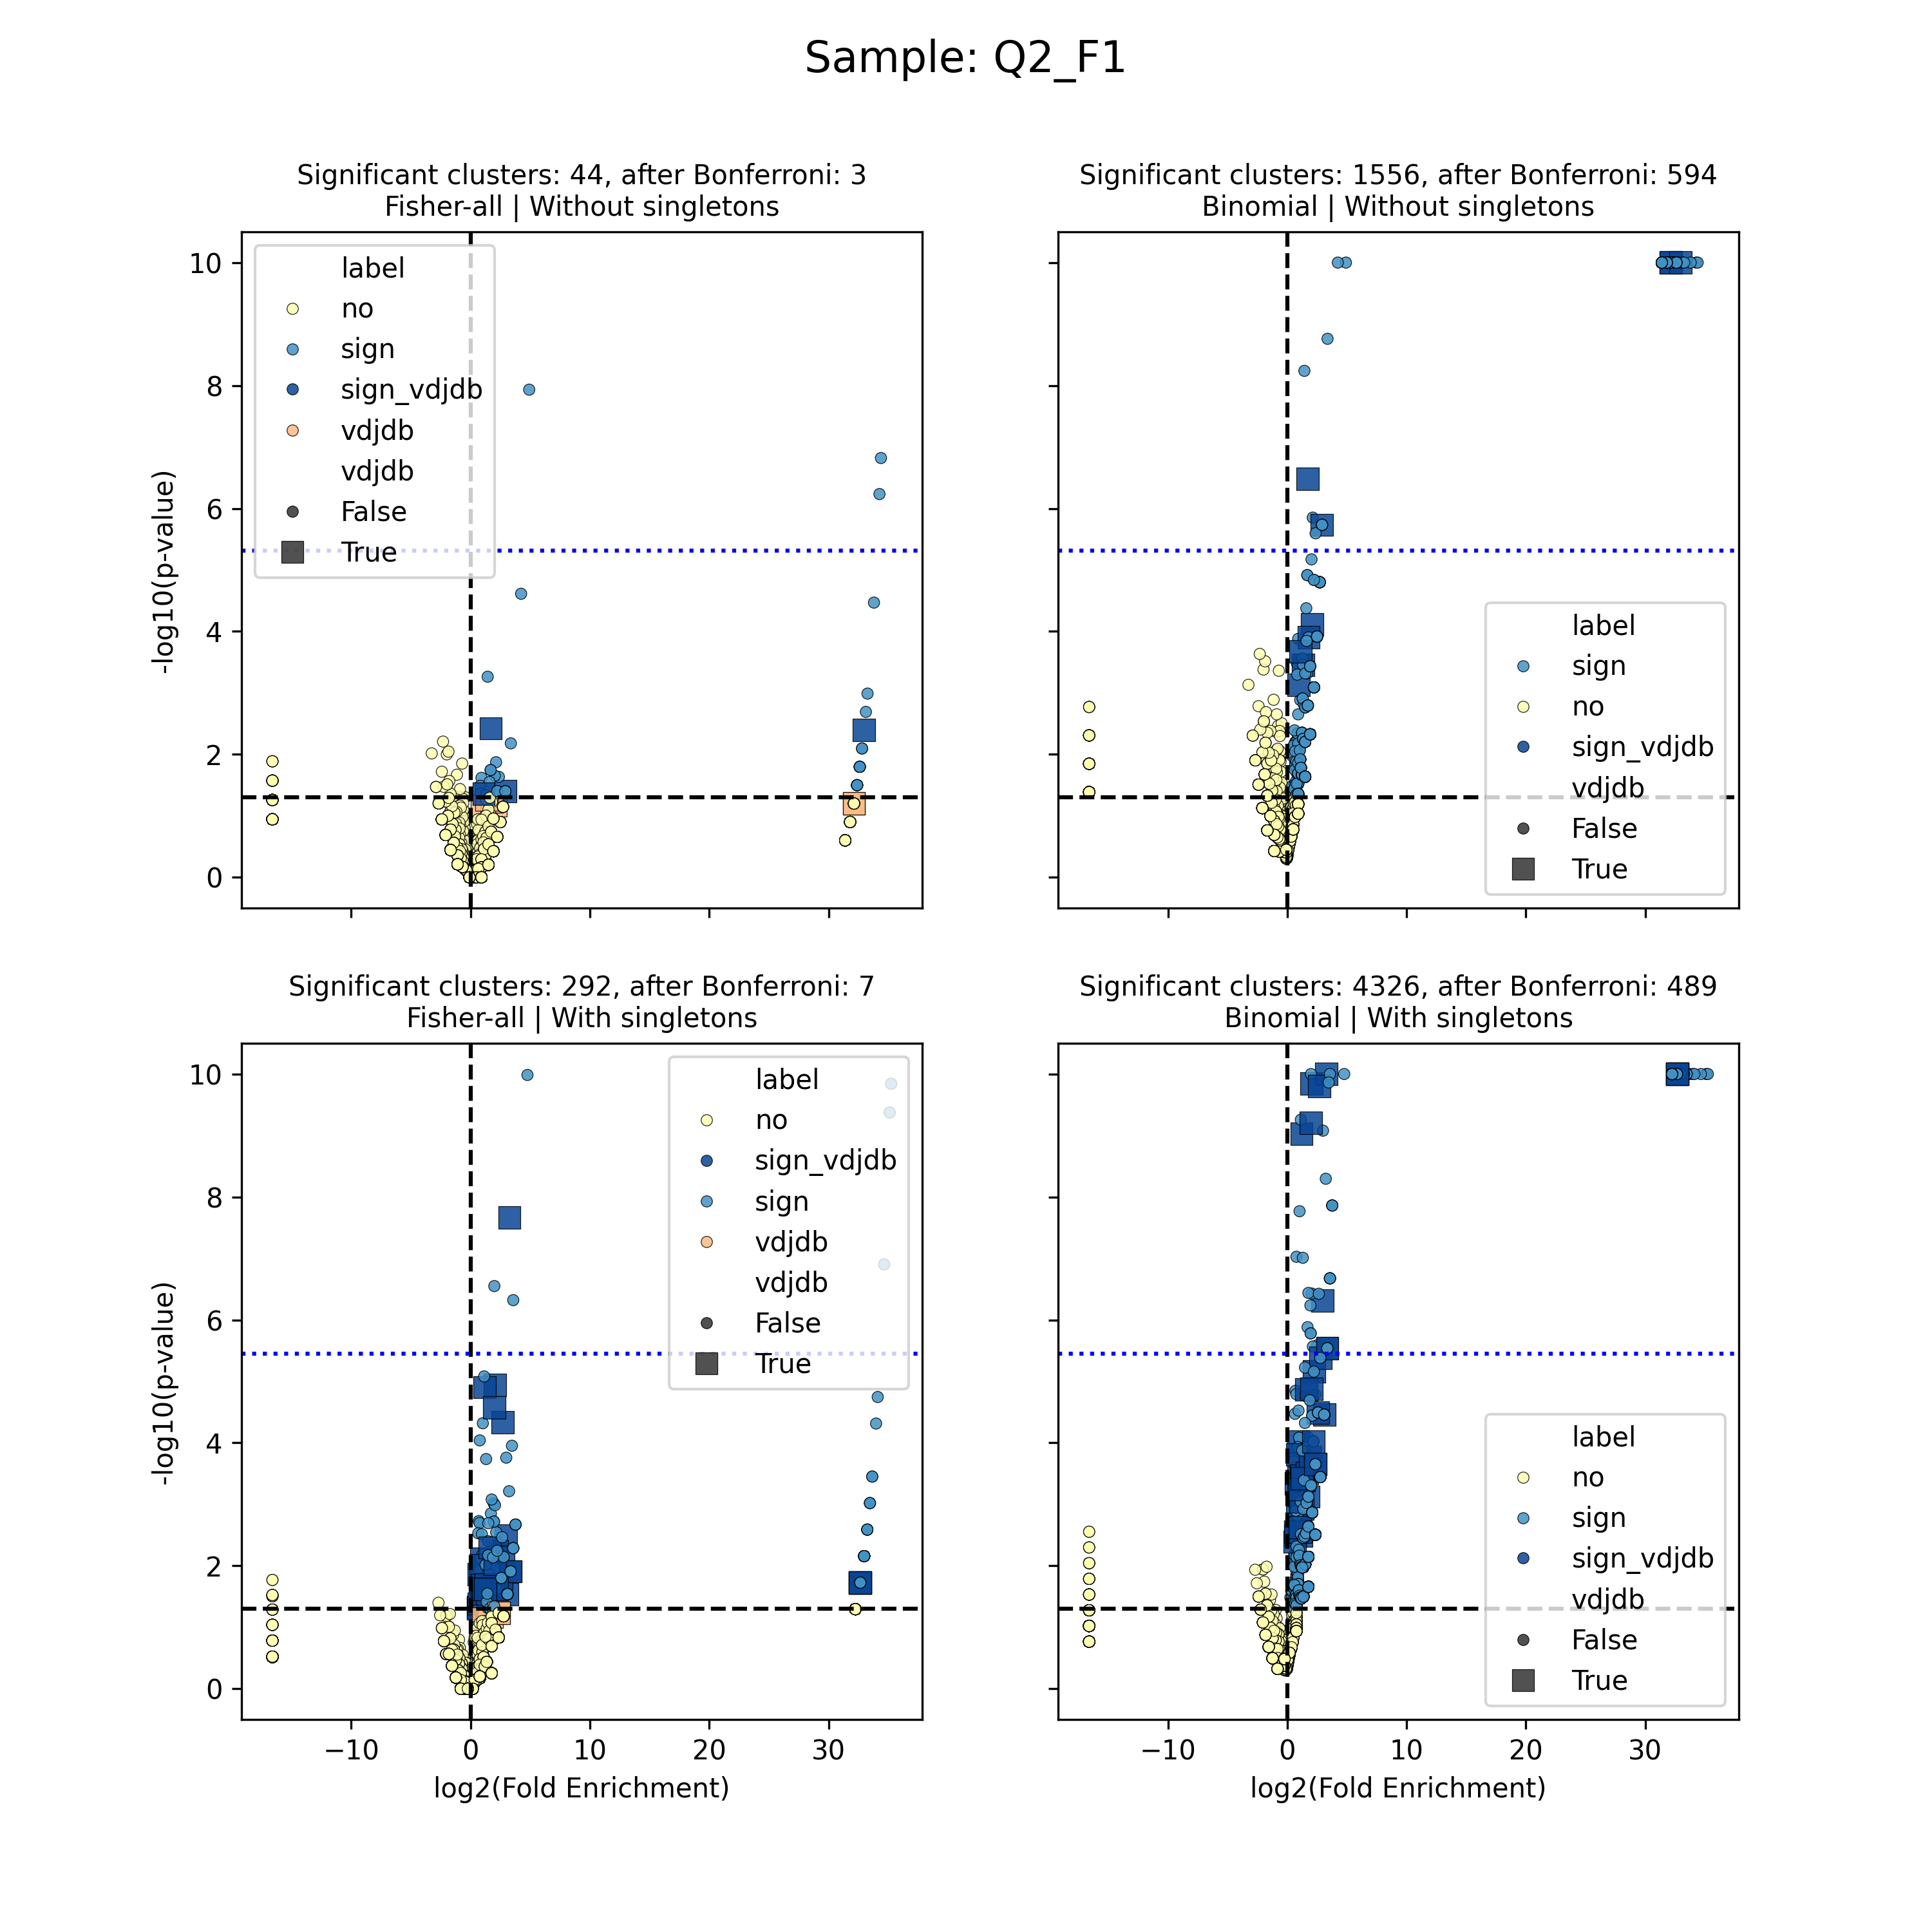 Sample: Q2_F1
Significant clusters: 44, after Bonferroni: 3
Fisher-all | Without singletons
10
8
6
4
2
0
-log10(p-value)
label
no
sign
sign_vdjdb
vdjdb
vdjdb
False
True
Significant clusters: 1556, after Bonferroni: 594
Binomial | Without singletons
label
sign
no
sign_vdjdb
vdjdb
False
True
Significant clusters: 292, after Bonferroni: 7
Fisher-all | With singletons
10
8
6
4
2
0
-log10(p-value)
label
no
sign_vdjdb
sign
vdjdb
vdjdb
False
True
−10 0 10 20 30
log2(Fold Enrichment)
Significant clusters: 4326, after Bonferroni: 489
Binomial | With singletons
label
no
sign
sign_vdjdb
vdjdb
False
True
−10 0 10 20 30
log2(Fold Enrichment)